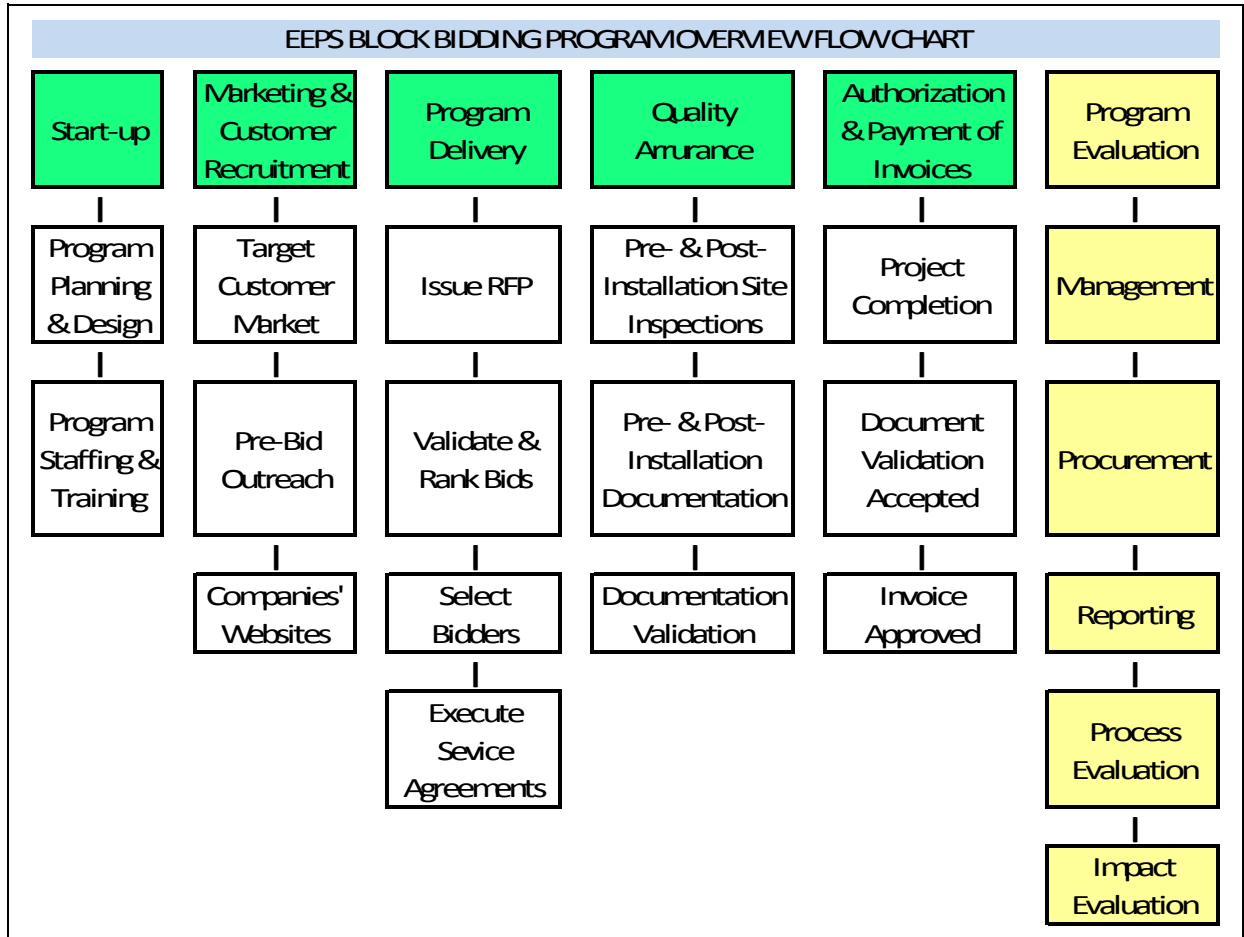 EEPS BLOCK BIDDING PROGRAM OVERVIEW FLOW CHART
Start-up
Program
Planning
& Design
Program
Staffing &
Training
Marketing &
Customer
Recruitment
Target
Customer
Market
Pre-Bid
Outreach
Companies'
Websites
Program
Delivery
Issue RFP
Validate &
Rank Bids
Select
Bidders
Execute
Sevice
Agreements
Quality
Arrurance
Pre- & Post-
Installation Site
Inspections
Pre- & Post-
Installation
Documentation
Documentation
Validation
Authorization
& Payment of
Invoices
Project
Completion
Document
Validation
Accepted
Invoice
Approved
Program
Evaluation
Management
Procurement
Reporting
Process
Evaluation
Impact
Evaluation